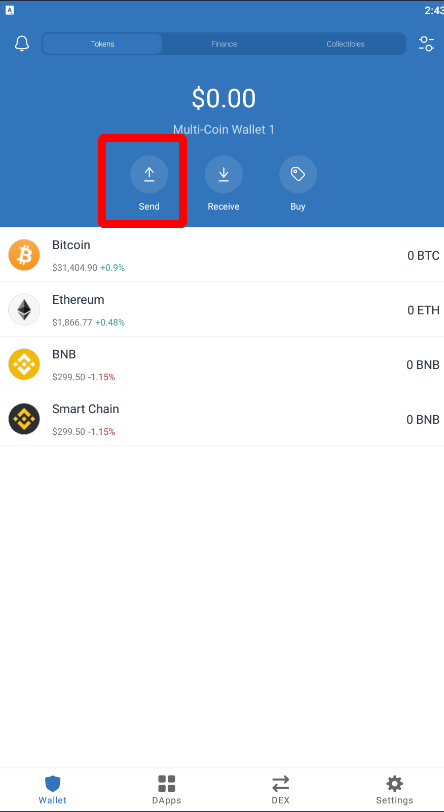 A
2:43
Tokens
Finance
Collectibles
$0.00
Multi-Coin Wallet 1
Send
Receive
Buy
Bitcoin
$31,404.90 +0.9%
0 BTC
Ethereum
$1,866.77 +0.48%
0 ETH
BNB
$299.50 -1.15%
0 BNB
Smart Chain
$299.50 -1.15%
0 BNB
Wallet
DApps
DEX
Settings